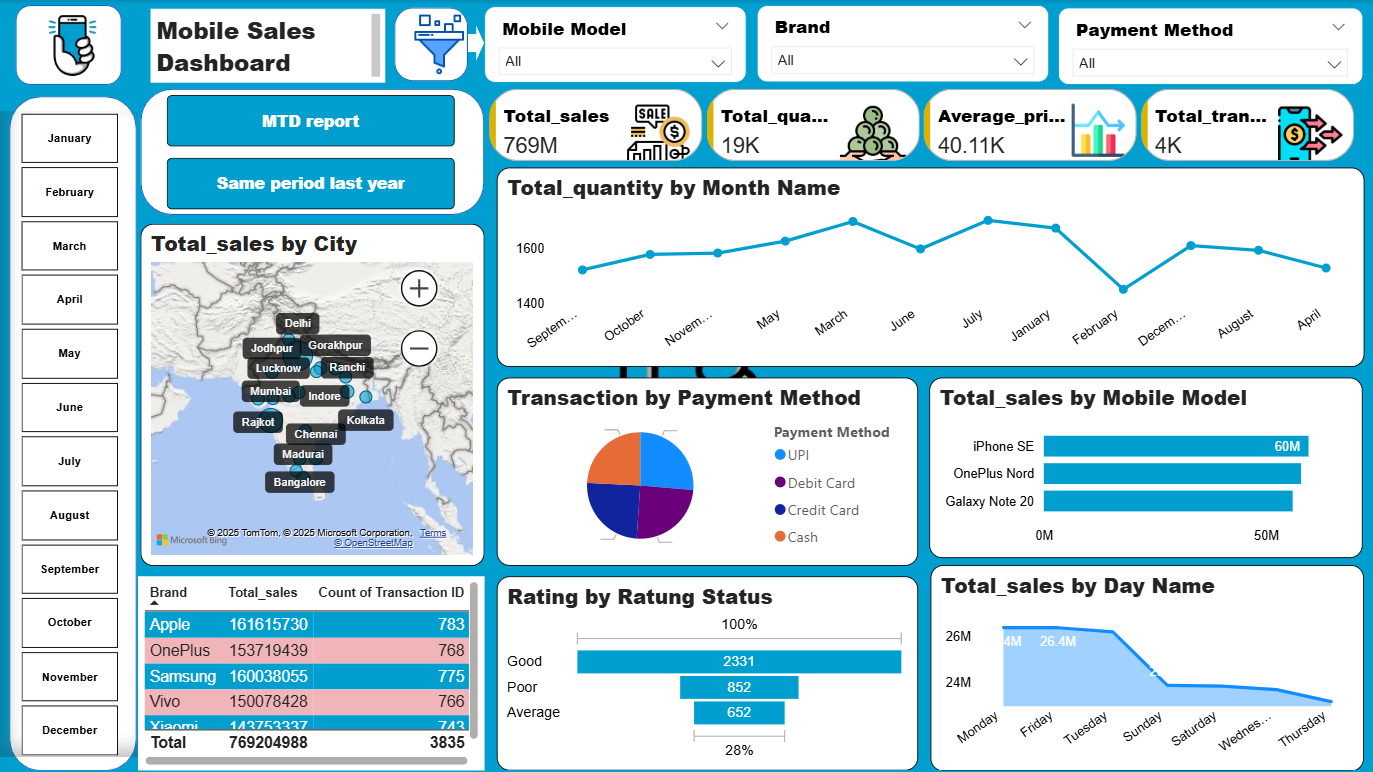 Mobile Sales
Dashboard
Mobile Model
All
Brand
All
Payment Method
All
January
February
March
April
May
June
July
August
September
October
November
December
MTD report
Same period last year
Total_sales
769M
Total_qua...
19K
Average_pri...
40.11K
Total_tran...
4K
SALE
Total_quantity by Month Name
1600
1400
Septem...
October
Novem...
May
March
June
July
January
February
Decem...
August
April
Total_sales by City
Delhi
Jodhpur
Gorakhpur
Lucknow
Ranchi
Mumbai
Indore
Rajkot
Kolkata
Chennai
Madurai
Bangalore
© 2025 TomTom, © 2025 Microsoft Corporation, Terms
© OpenStreetMap
Microsoft Bing
Transaction by Payment Method
Payment Method
UPI
Debit Card
Credit Card
Cash
Total_sales by Mobile Model
iPhone SE 60M
OnePlus Nord
Galaxy Note 20
0M 50M
Brand Total_sales Count of Transaction ID
Apple 161615730 783
OnePlus 153719439 768
Samsung 160038055 775
Vivo 150078428 766
Xiaomi 143753337 743
Total 769204988 3835
Rating by Ratung Status
100%
Good 2331
Poor 852
Average 652
28%
Total_sales by Day Name
26M
24M
4M 26.4M
Monday
Friday
Tuesday
Sunday
Saturday
Wednes...
Thursday